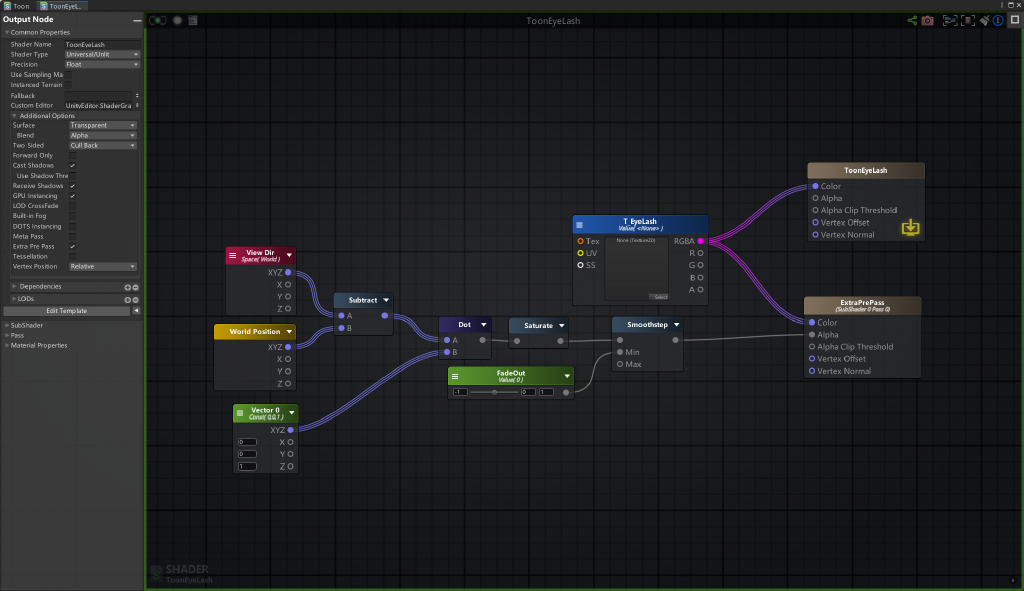 Toon
ToonEyeL..
Output Node
Common Properties
Shader Name ToonEyeLash
Shader Type Universal/Unlit
Precision Float
Use Sampling Ma
Instanced Terrain
Fallback
Custom Editor UnityEditor.ShaderGra
Additional Options
Surface Transparent
Blend Alpha
Two Sided Cull Back
Forward Only
Cast Shadows
Use Shadow Thre
Receive Shadows
GPU Instancing
LOD CrossFade
Built-in Fog
DOTS Instancing
Meta Pass
Extra Pre Pass
Tessellation
Vertex Position Relative
Dependencies
LODs
Edit Template
SubShader
Pass
Material Properties
ToonEyeLash
View Dir
Space( World )
XYZ
X
Y
Z
World Position
XYZ
X
Y
Z
Vector 0
Const( 0,0,1 )
XYZ
0 X
0 Y
1 Z
Subtract
A
B
Dot
A
B
Saturate
FadeOut
Value( 0 )
-1 0 1
Smoothstep
Min
Max
T_EyeLash
Value( <None> )
Tex None (Texture2D) RGBA
UV R
SS G
B
Select A
ToonEyeLash
Color
Alpha
Alpha Clip Threshold
Vertex Offset
Vertex Normal
ExtraPrePass
(SubShader 0 Pass 0)
Color
Alpha
Alpha Clip Threshold
Vertex Offset
Vertex Normal
SHADER
ToonEyeLash